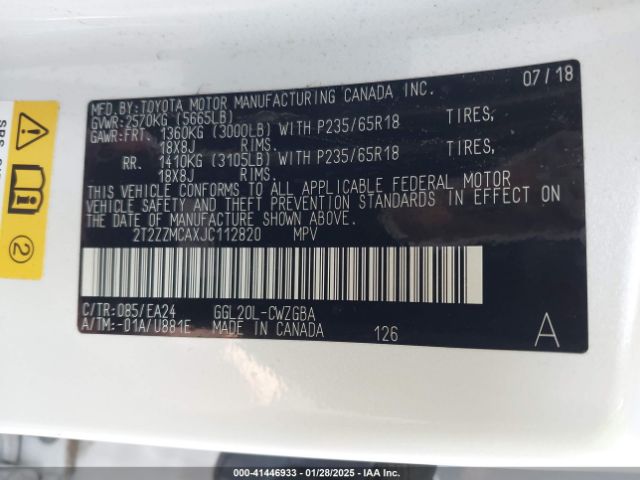 MFD.BY:TOYOTA MOTOR MANUFACTURING CANADA INC. 07/18
GVWR:2570KG (5665LB)
GAWR:FRT. 1360KG (3000LB) WITH P235/65R18 TIRES,
18X8J RIMS.
RR. 1410KG (3105LB) WITH P235/65R18 TIRES,
18X8J RIMS.
THIS VEHICLE CONFORMS TO ALL APPLICABLE FEDERAL MOTOR
VEHICLE SAFETY AND THEFT PREVENTION STANDARDS IN EFFECT ON
THE DATE OF MANUFACTURE SHOWN ABOVE.
2T2ZZMCAXJC112820 MPV
C/TR:085/EA24 GGL20L-CWZGBA
A/TM:-01A/U881E MADE IN CANADA 126 A
2
000-41446933 - 01/28/2025 - IAAI.COM